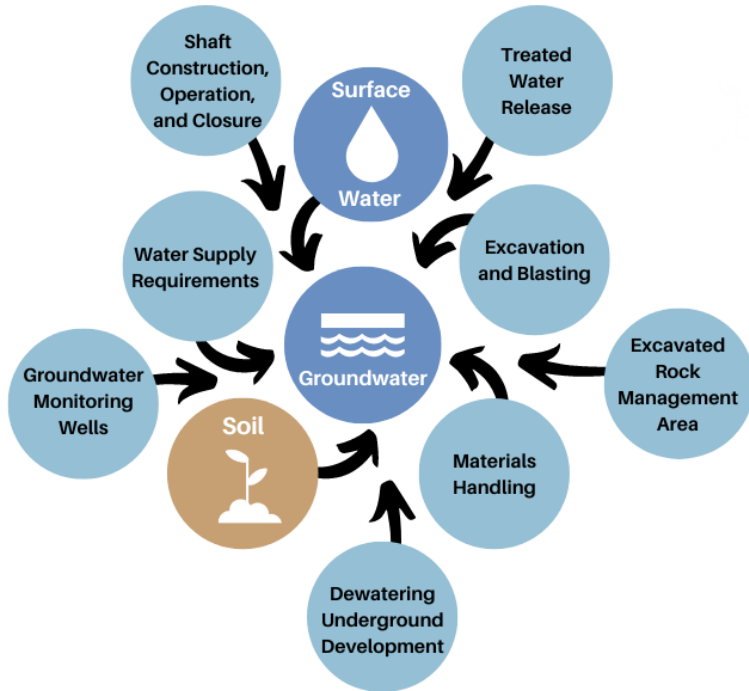 Shaft
Construction,
Operation,
and Closure
Surface
Water
Treated
Water
Release
Water Supply
Requirements
Excavation
and Blasting
Groundwater
Groundwater
Monitoring
Wells
Excavated
Rock
Management
Area
Soil
Materials
Handling
Dewatering
Underground
Development